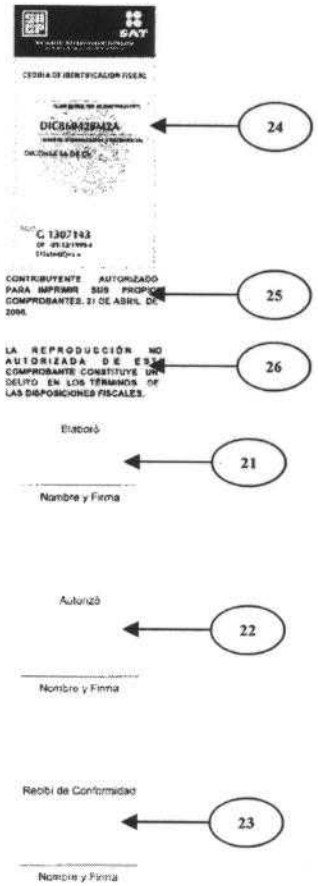 SHCP
SAT
CEDULA DE IDENTIFICACION FISCAL
24
G 1307143
CONTRIBUYENTE AUTORIZADO
PARA IMPRIMIR SUS PROPIOS
COMPROBANTES. 21 DE ABRIL DE
2006.
25
LA REPRODUCCIÓN NO
AUTORIZADA DE ESTE
COMPROBANTE CONSTITUYE UN
DELITO EN LOS TÉRMINOS DE
LAS DISPOSICIONES FISCALES.
26
Elaboró
21
Nombre y Firma
Autorizó
22
Nombre y Firma
Recibí de Conformidad
23
Nombre y Firma